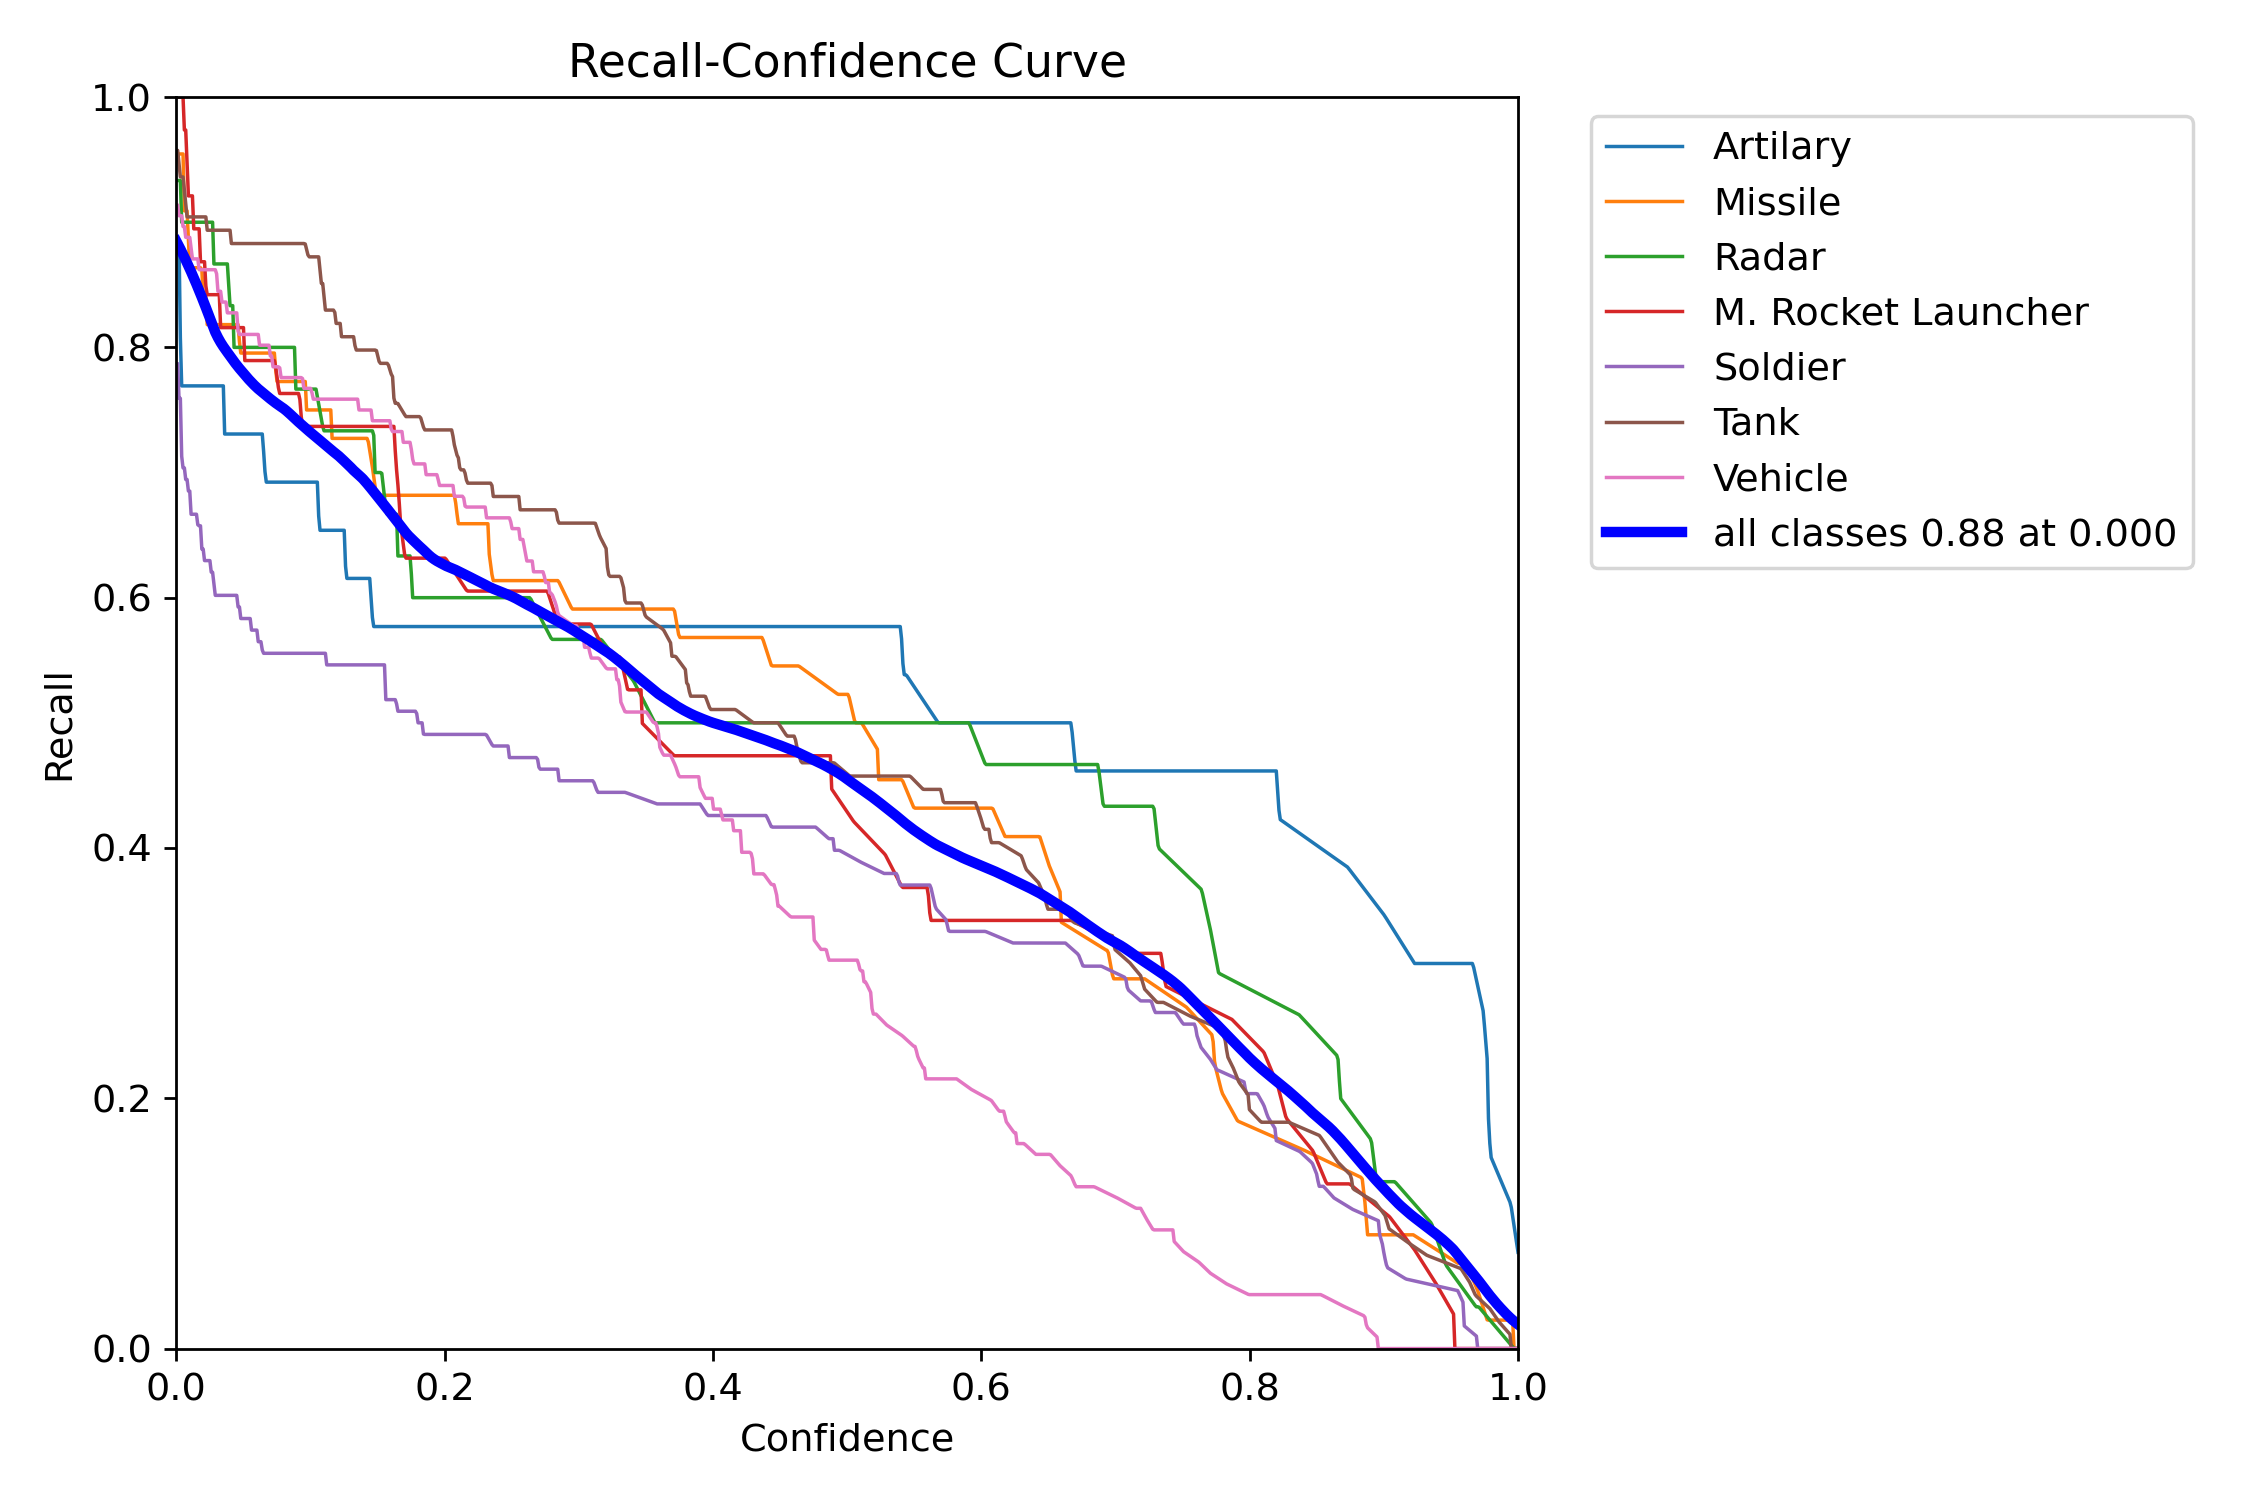 Recall-Confidence Curve
1.0
0.8
0.6
0.4
0.2
0.0
Recall
0.0 0.2 0.4 0.6 0.8 1.0
Confidence
Artilary
Missile
Radar
M. Rocket Launcher
Soldier
Tank
Vehicle
all classes 0.88 at 0.000